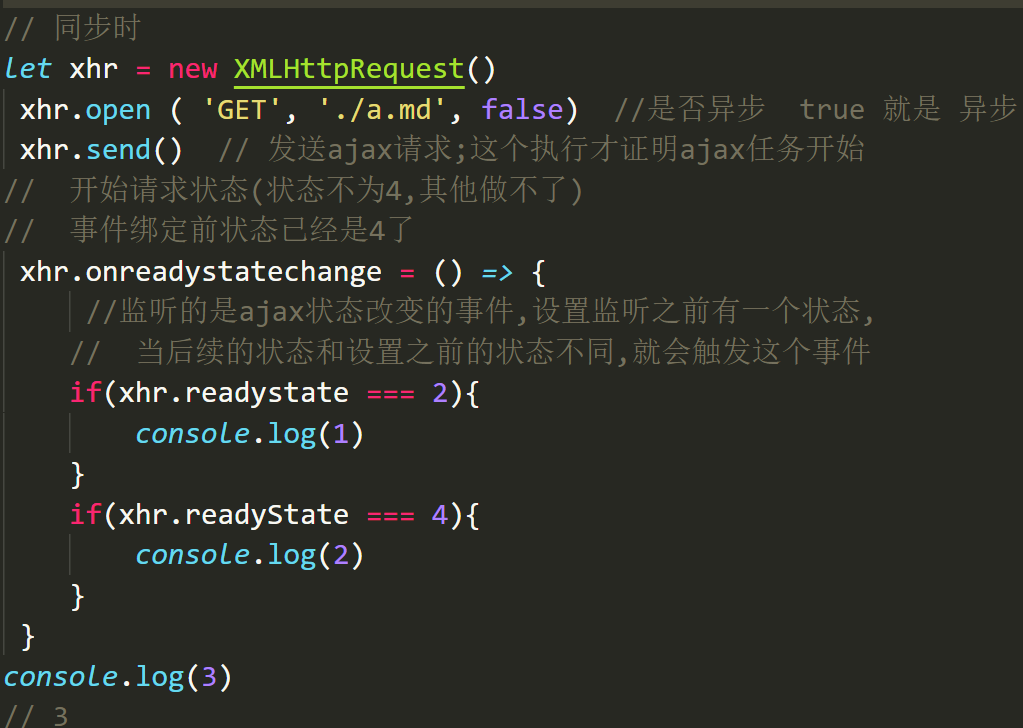 // 同步时
let xhr = new XMLHttpRequest()
xhr.open ( 'GET', './a.md', false)  //是否异步  true 就是 异步
xhr.send()  // 发送ajax请求;这个执行才证明ajax任务开始
//  开始请求状态(状态不为4,其他做不了)
//  事件绑定前状态已经是4了
xhr.onreadystatechange = () => {
//监听的是ajax状态改变的事件,设置监听之前有一个状态,
//  当后续的状态和设置之前的状态不同,就会触发这个事件
if(xhr.readystate === 2){
console.log(1)
}
if(xhr.readyState === 4){
console.log(2)
}
}
console.log(3)
// 3